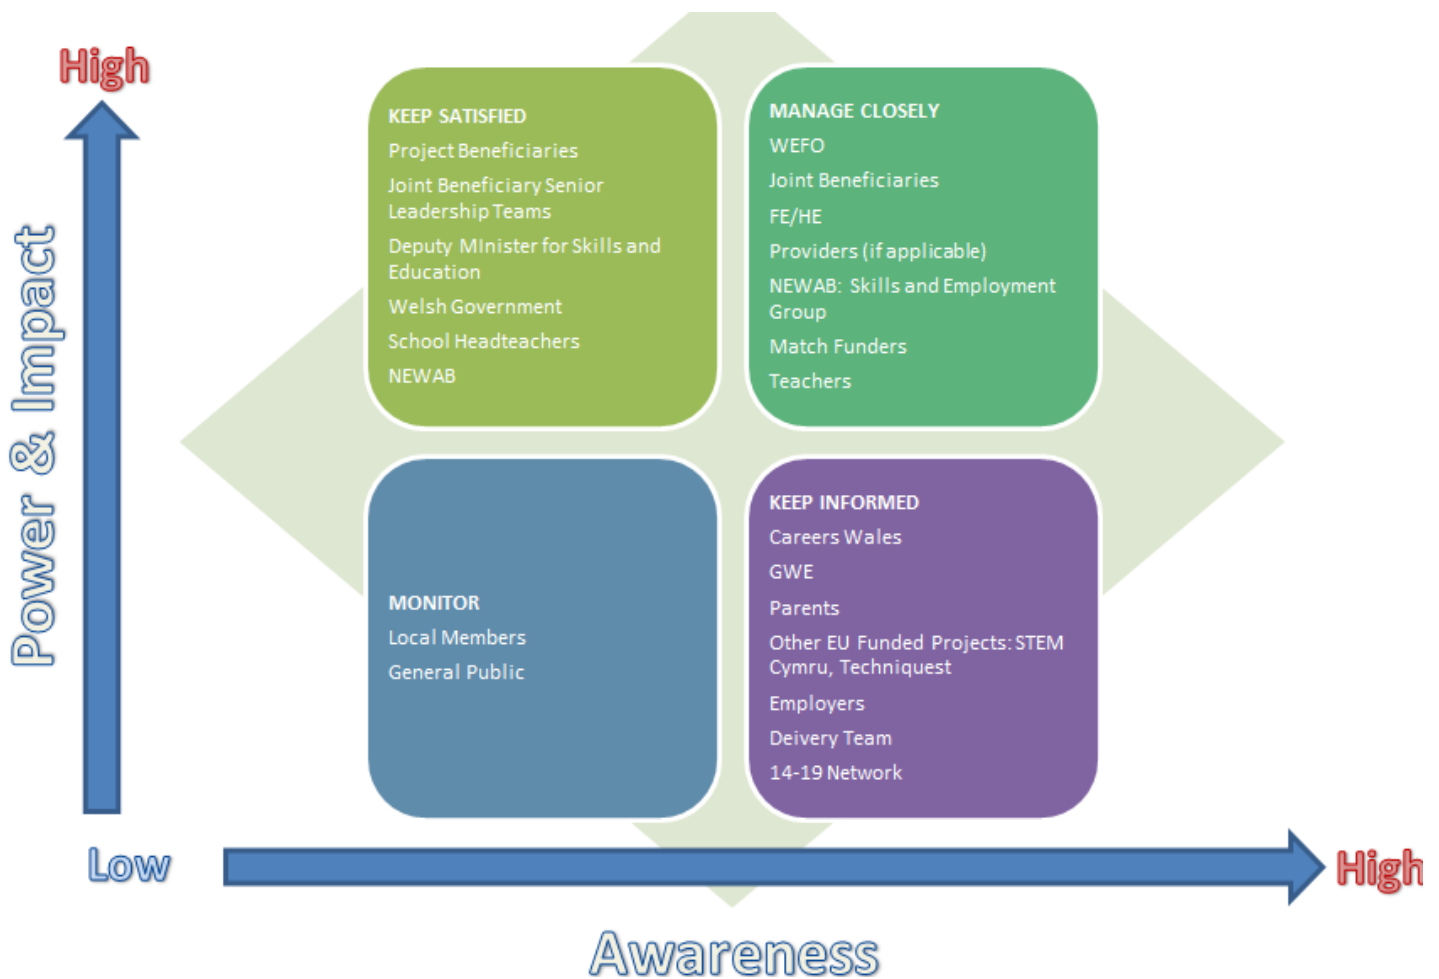 High
Power & Impact
KEEP SATISFIED
Project Beneficiaries
Joint Beneficiary Senior
Leadership Teams
Deputy MInister for Skills and
Education
Welsh Government
School Headteachers
NEWAB
MANAGE CLOSELY
WEFO
Joint Beneficiaries
FE/HE
Providers (if applicable)
NEWAB: Skills and Employment
Group
Match Funders
Teachers
MONITOR
Local Members
General Public
KEEP INFORMED
Careers Wales
GWE
Parents
Other EU Funded Projects: STEM
Cymru, Techniquest
Employers
Deivery Team
14-19 Network
Low
High
Awareness